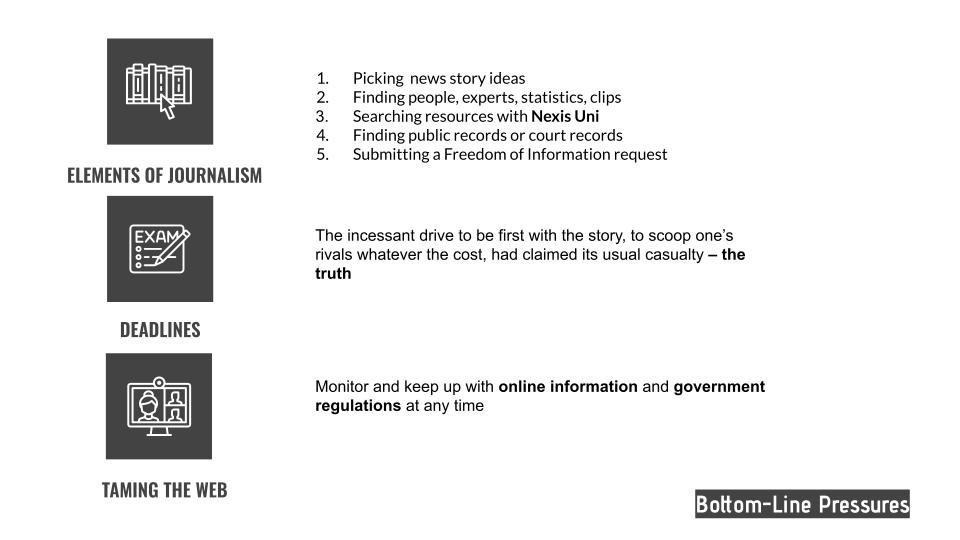 1. Picking news story ideas
2. Finding people, experts, statistics, clips
3. Searching resources with Nexis Uni
4. Finding public records or court records
5. Submitting a Freedom of Information request
ELEMENTS OF JOURNALISM
EXAM
The incessant drive to be first with the story, to scoop one’s
rivals whatever the cost, had claimed its usual casualty – the
truth
DEADLINES
Monitor and keep up with online information and government
regulations at any time
TAMING THE WEB
Bottom-Line Pressures